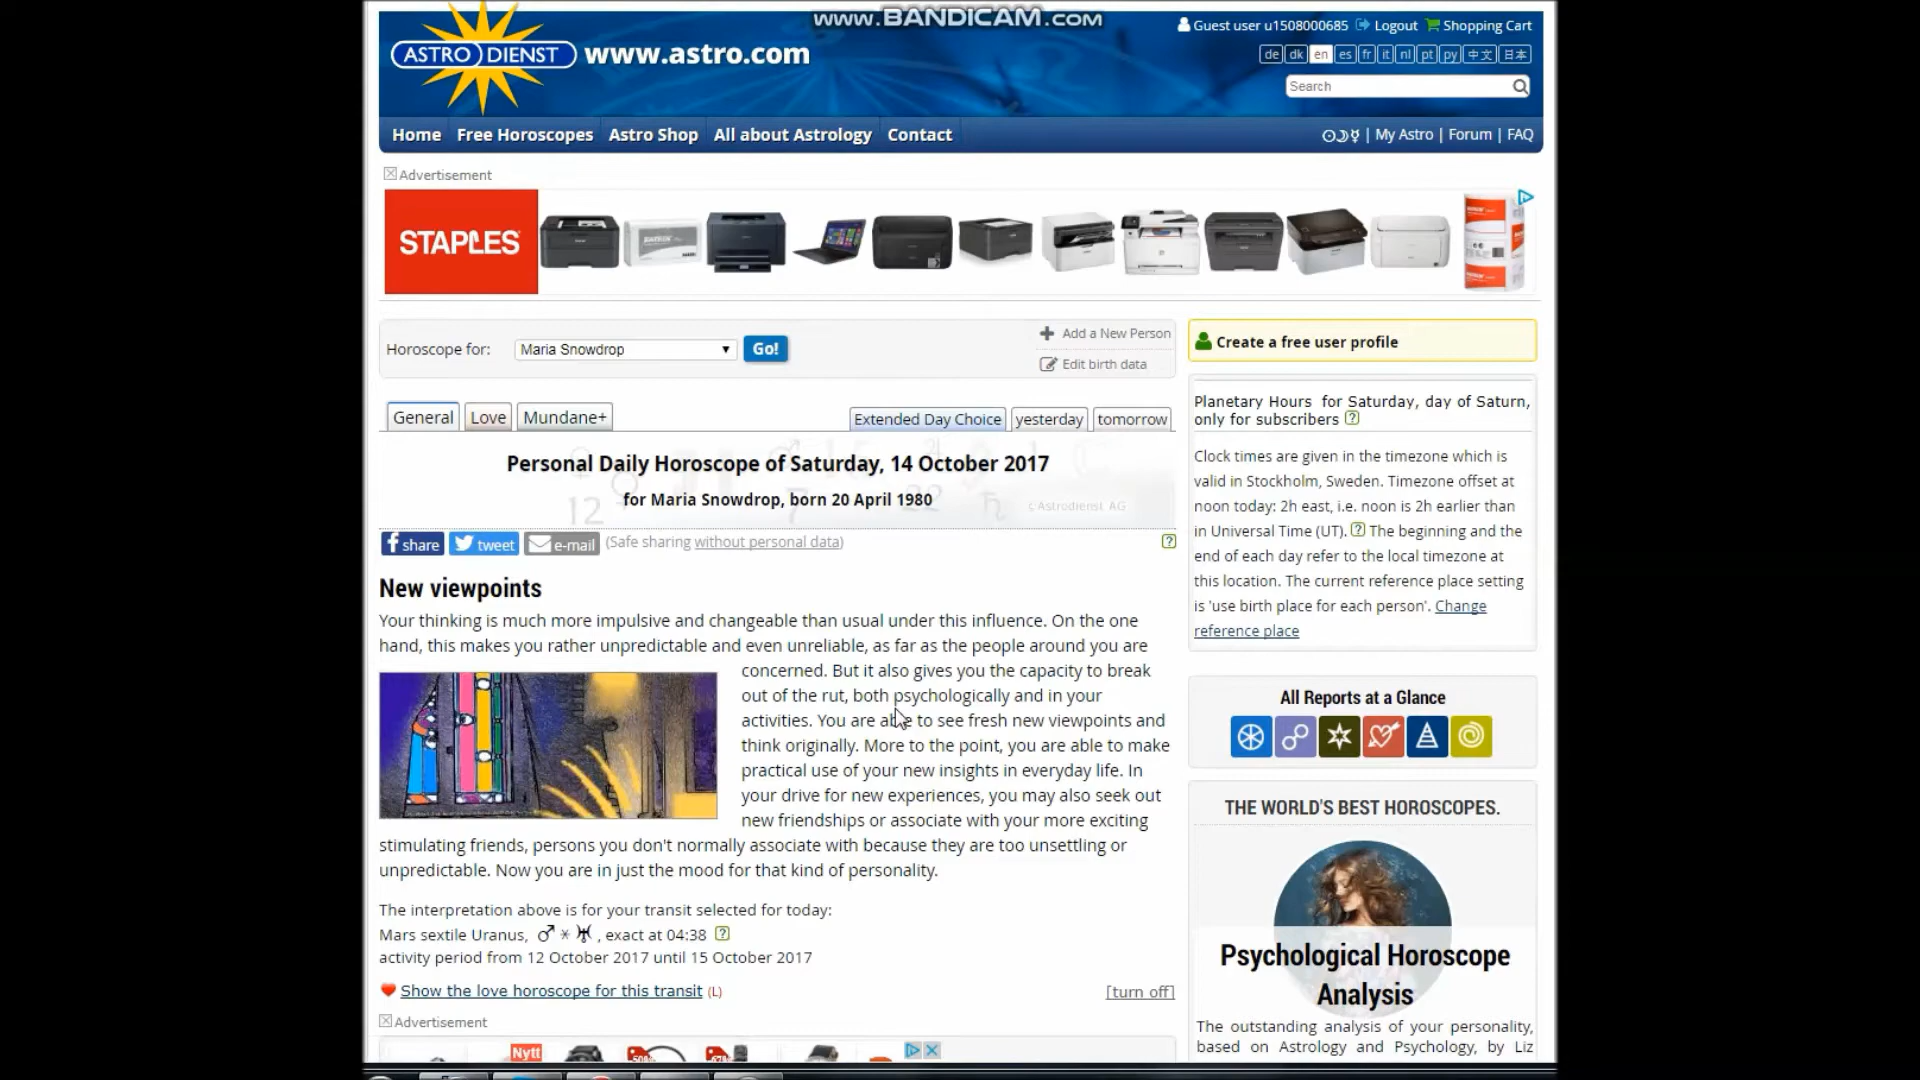 www.BANDICAM.com
Guest user u1508000685 Logout Shopping Cart
ASTRO DIENST www.astro.com
de dk en es fr it nl pt py 中文 日本
Search
Home Free Horoscopes Astro Shop All about Astrology Contact
| My Astro | Forum | FAQ
Advertisement
STAPLES
Horoscope for: Maria Snowdrop Go!
Add a New Person
Edit birth data
General Love Mundane+ Extended Day Choice yesterday tomorrow
Personal Daily Horoscope of Saturday, 14 October 2017
for Maria Snowdrop, born 20 April 1980
Astrodienst AG
share tweet e-mail (Safe sharing without personal data)
New viewpoints
Your thinking is much more impulsive and changeable than usual under this influence. On the one
hand, this makes you rather unpredictable and even unreliable, as far as the people around you are
concerned. But it also gives you the capacity to break
out of the rut, both psychologically and in your
activities. You are able to see fresh new viewpoints and
think originally. More to the point, you are able to make
practical use of your new insights in everyday life. In
your drive for new experiences, you may also seek out
new friendships or associate with your more exciting
stimulating friends, persons you don't normally associate with because they are too unsettling or
unpredictable. Now you are in just the mood for that kind of personality.
The interpretation above is for your transit selected for today:
Mars sextile Uranus, ♂ ⚹ ♅ , exact at 04:38
activity period from 12 October 2017 until 15 October 2017
Show the love horoscope for this transit (L)
[turn off]
Advertisement
Nytt
Create a free user profile
Planetary Hours for Saturday, day of Saturn,
only for subscribers
Clock times are given in the timezone which is
valid in Stockholm, Sweden. Timezone offset at
noon today: 2h east, i.e. noon is 2h earlier than
in Universal Time (UT). The beginning and the
end of each day refer to the local timezone at
this location. The current reference place setting
is 'use birth place for each person'. Change
reference place
All Reports at a Glance
THE WORLD'S BEST HOROSCOPES.
Psychological Horoscope
Analysis
The outstanding analysis of your personality,
based on Astrology and Psychology, by Liz